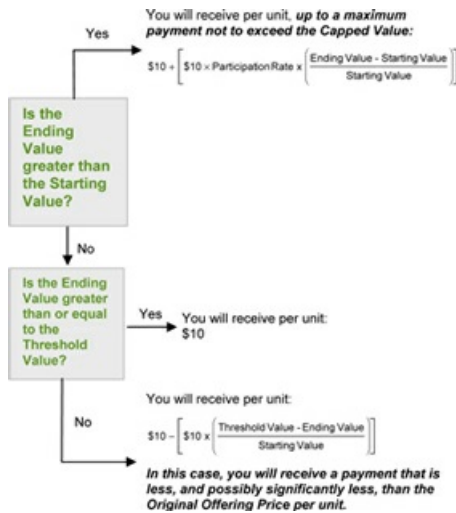 You will receive per unit, up to a maximum
payment not to exceed the Capped Value:
Yes
$10 + [ $10 × Participation Rate x ( Ending Value - Starting Value / Starting Value ) ]
Is the
Ending
Value
greater than
the Starting
Value?
No
Is the Ending
Value greater
than or equal
to the
Threshold
Value?
Yes
You will receive per unit:
$10
You will receive per unit:
No
$10 – [ $10 x ( Threshold Value - Ending Value / Starting Value ) ]
In this case, you will receive a payment that is
less, and possibly significantly less, than the
Original Offering Price per unit.